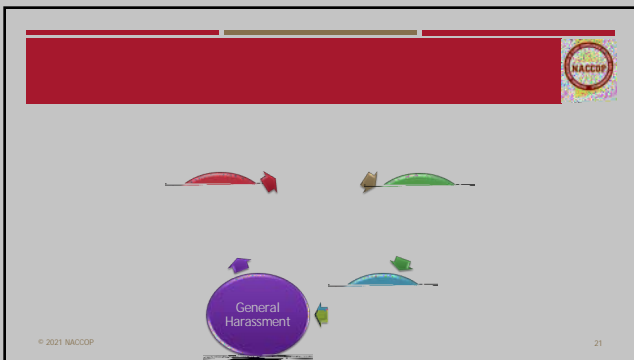 NACCOP
General
Harassment
© 2021 NACCOP
21